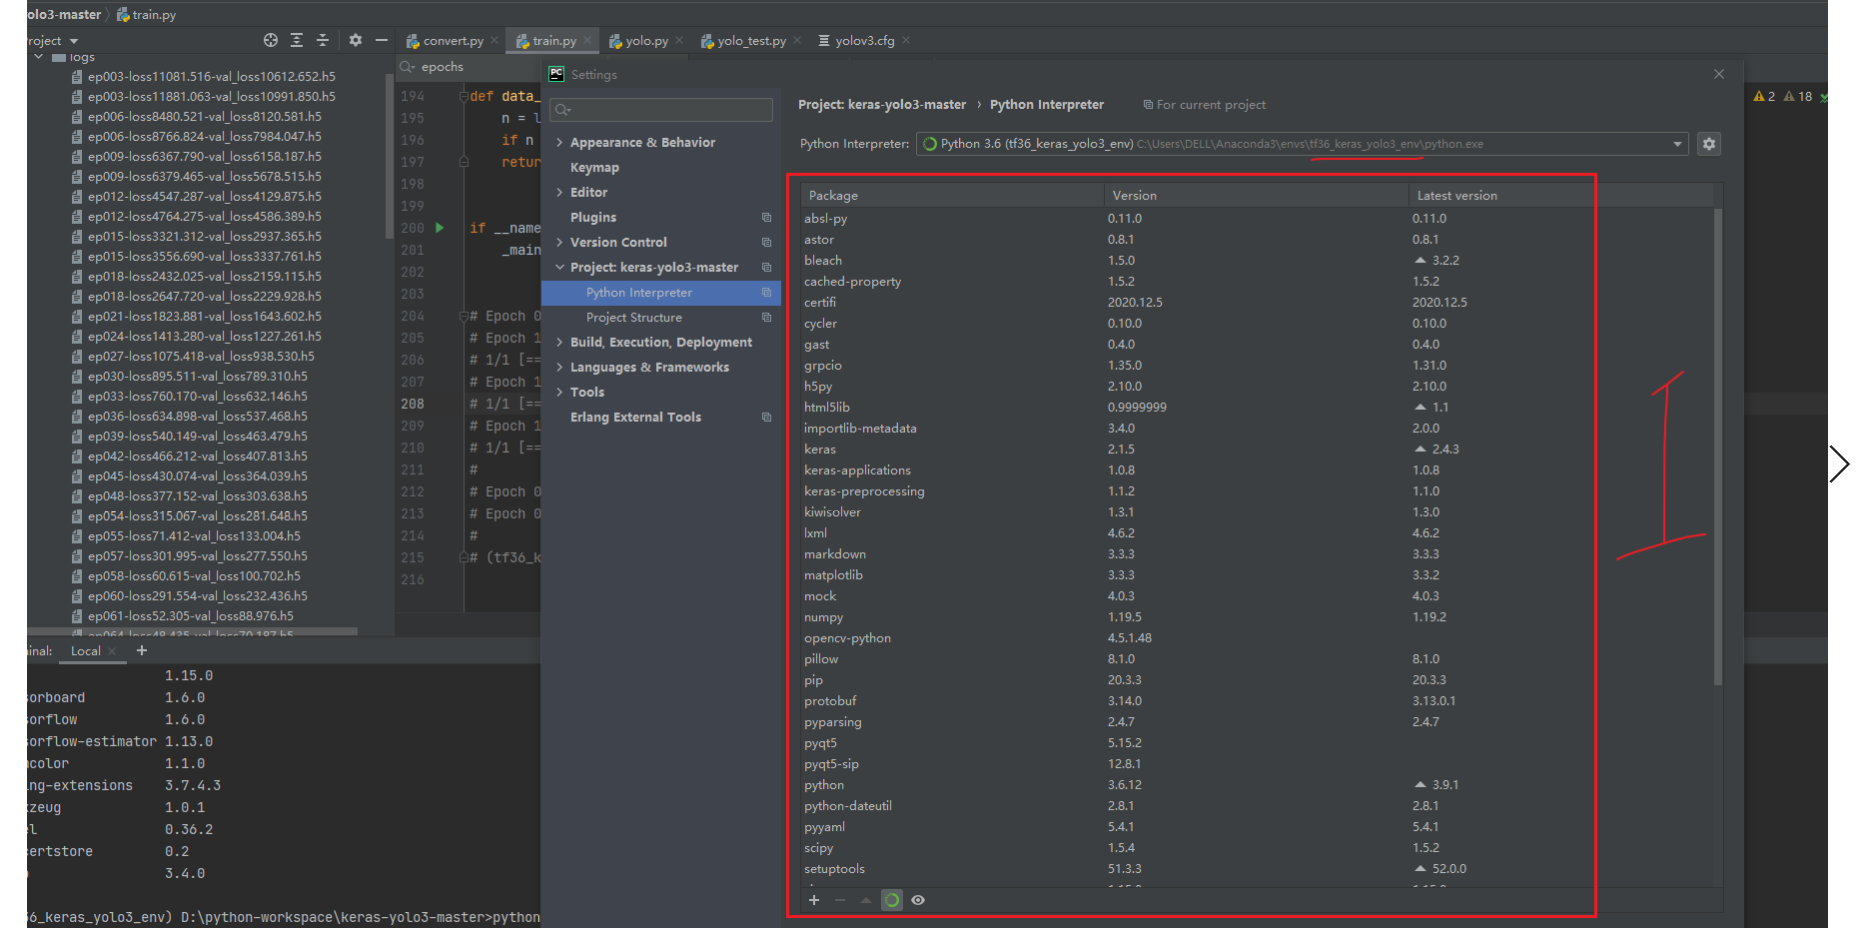 olo3-master › train.py
roject
convert.py × train.py × yolo.py × yolo_test.py × yolov3.cfg ×
logs
ep003-loss11081.516-val_loss10612.652.h5
ep003-loss11881.063-val_loss10991.850.h5
ep006-loss8480.521-val_loss8120.581.h5
ep006-loss8766.824-val_loss7984.047.h5
ep009-loss6367.790-val_loss6158.187.h5
ep009-loss6379.465-val_loss5678.515.h5
ep012-loss4547.287-val_loss4129.875.h5
ep012-loss4764.275-val_loss4586.389.h5
ep015-loss3321.312-val_loss2937.365.h5
ep015-loss3556.690-val_loss3337.761.h5
ep018-loss2432.025-val_loss2159.115.h5
ep018-loss2647.720-val_loss2229.928.h5
ep021-loss1823.881-val_loss1643.602.h5
ep024-loss1413.280-val_loss1227.261.h5
ep027-loss1075.418-val_loss938.530.h5
ep030-loss895.511-val_loss789.310.h5
ep033-loss760.170-val_loss632.146.h5
ep036-loss634.898-val_loss537.468.h5
ep039-loss540.149-val_loss463.479.h5
ep042-loss466.212-val_loss407.813.h5
ep045-loss430.074-val_loss364.039.h5
ep048-loss377.152-val_loss303.638.h5
ep054-loss315.067-val_loss281.648.h5
ep055-loss71.412-val_loss133.004.h5
ep057-loss301.995-val_loss277.550.h5
ep058-loss60.615-val_loss100.702.h5
ep060-loss291.554-val_loss232.436.h5
ep061-loss52.305-val_loss88.976.h5
ep064-loss48.435-val_loss70.187.h5
epochs
194 def data_
195 n = l
196 if n
197 retur
198
199
200 if __name
201 _main
202
203
204 # Epoch 0
205 # Epoch 1
206 # 1/1 [==
207 # Epoch 1
208 # 1/1 [==
209 # Epoch 1
210 # 1/1 [==
211 #
212 # Epoch 0
213 # Epoch 0
214 #
215 # (tf36_k
216
PC Settings
Appearance & Behavior
Keymap
Editor
Plugins
Version Control
Project: keras-yolo3-master
Python Interpreter
Project Structure
Build, Execution, Deployment
Languages & Frameworks
Tools
Erlang External Tools
Project: keras-yolo3-master › Python Interpreter For current project
Python Interpreter: Python 3.6 (tf36_keras_yolo3_env) C:\Users\DELL\Anaconda3\envs\tf36_keras_yolo3_env\python.exe
Package Version Latest version
absl-py 0.11.0 0.11.0
astor 0.8.1 0.8.1
bleach 1.5.0 3.2.2
cached-property 1.5.2 1.5.2
certifi 2020.12.5 2020.12.5
cycler 0.10.0 0.10.0
gast 0.4.0 0.4.0
grpcio 1.35.0 1.31.0
h5py 2.10.0 2.10.0
html5lib 0.9999999 1.1
importlib-metadata 3.4.0 2.0.0
keras 2.1.5 2.4.3
keras-applications 1.0.8 1.0.8
keras-preprocessing 1.1.2 1.1.0
kiwisolver 1.3.1 1.3.0
lxml 4.6.2 4.6.2
markdown 3.3.3 3.3.3
matplotlib 3.3.3 3.3.2
mock 4.0.3 4.0.3
numpy 1.19.5 1.19.2
opencv-python 4.5.1.48
pillow 8.1.0 8.1.0
pip 20.3.3 20.3.3
protobuf 3.14.0 3.13.0.1
pyparsing 2.4.7 2.4.7
pyqt5 5.15.2
pyqt5-sip 12.8.1
python 3.6.12 3.9.1
python-dateutil 2.8.1 2.8.1
pyyaml 5.4.1 5.4.1
scipy 1.5.4 1.5.2
setuptools 51.3.3 52.0.0
2 18
1
inal: Local × +
1.15.0
sorboard 1.6.0
sorflow 1.6.0
sorflow-estimator 1.13.0
color 1.1.0
ng-extensions 3.7.4.3
zeug 1.0.1
el 0.36.2
certstore 0.2
3.4.0
36_keras_yolo3_env) D:\python-workspace\keras-yolo3-master>python